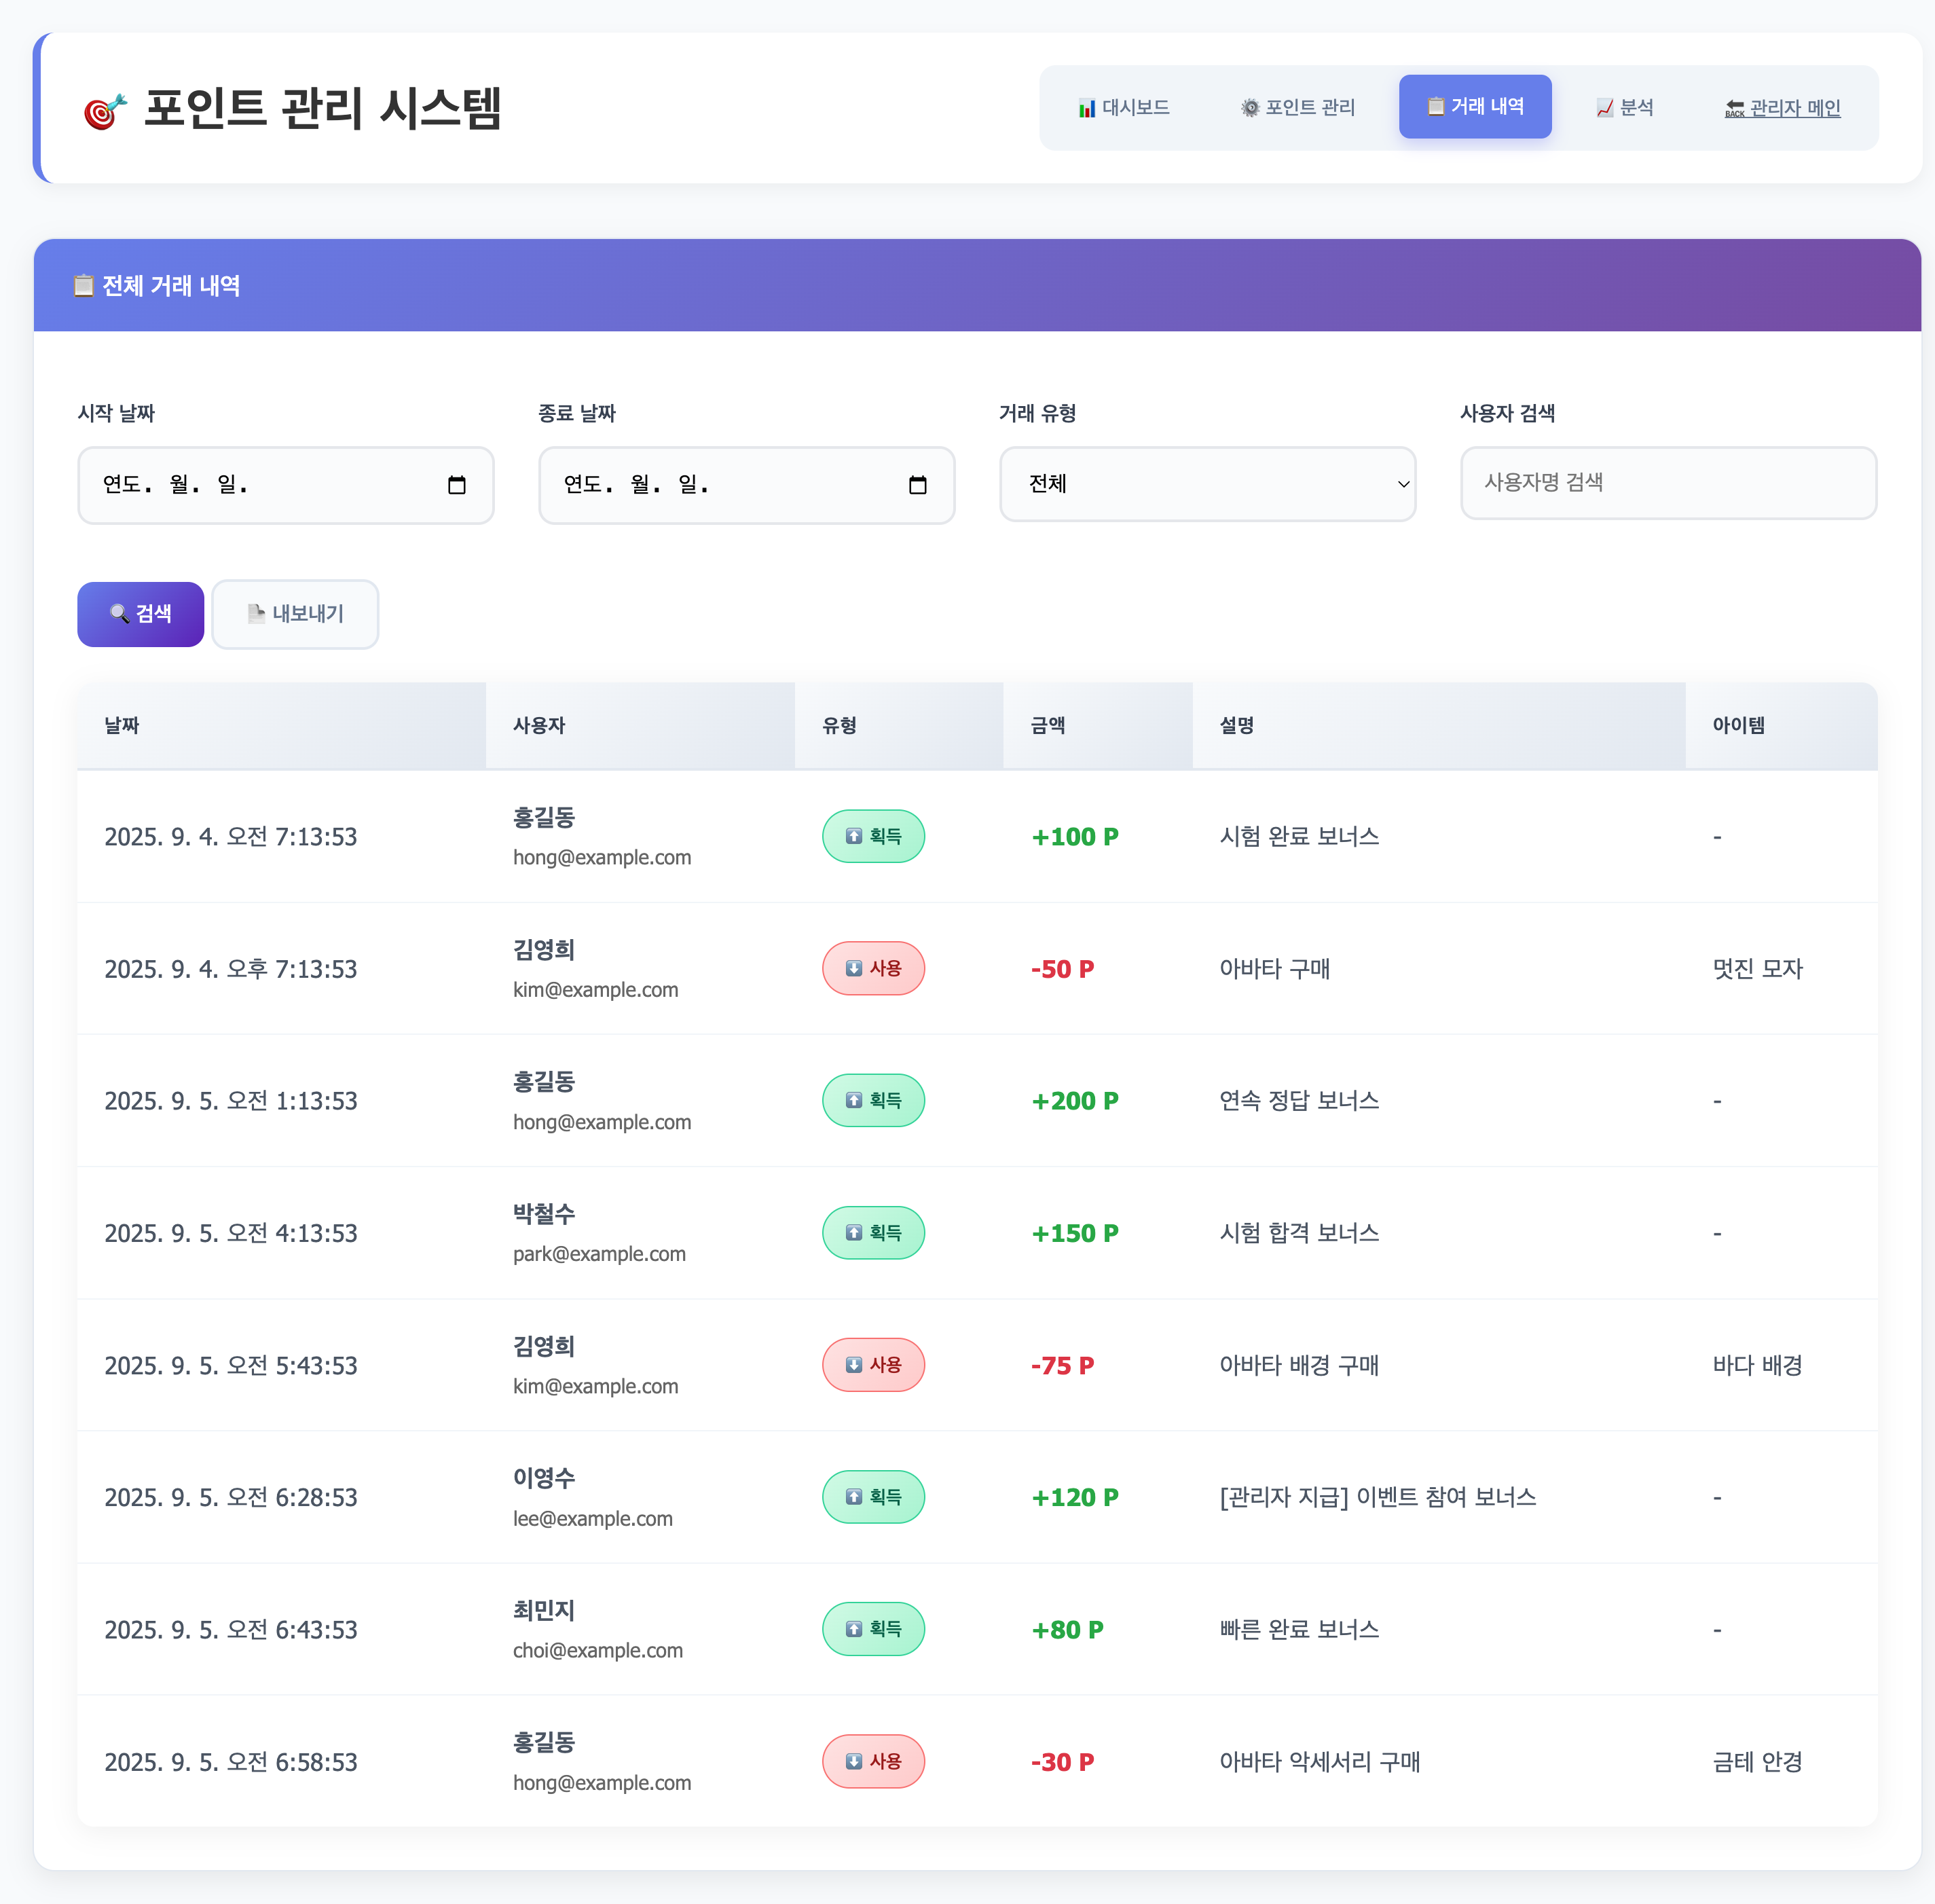 🎯 포인트 관리 시스템
📊 대시보드
⚙️ 포인트 관리
📋 거래 내역
📈 분석
🔙 관리자 메인
📋 전체 거래 내역
시작 날짜
종료 날짜
거래 유형
사용자 검색
연도. 월. 일.
연도. 월. 일.
전체
사용자명 검색
🔍 검색
📄 내보내기
날짜 사용자 유형 금액 설명 아이템
2025. 9. 4. 오전 7:13:53 홍길동 ⬆️ 획득 +100 P 시험 완료 보너스 -
hong@example.com
2025. 9. 4. 오후 7:13:53 김영희 ⬇️ 사용 -50 P 아바타 구매 멋진 모자
kim@example.com
2025. 9. 5. 오전 1:13:53 홍길동 ⬆️ 획득 +200 P 연속 정답 보너스 -
hong@example.com
2025. 9. 5. 오전 4:13:53 박철수 ⬆️ 획득 +150 P 시험 합격 보너스 -
park@example.com
2025. 9. 5. 오전 5:43:53 김영희 ⬇️ 사용 -75 P 아바타 배경 구매 바다 배경
kim@example.com
2025. 9. 5. 오전 6:28:53 이영수 ⬆️ 획득 +120 P [관리자 지급] 이벤트 참여 보너스 -
lee@example.com
2025. 9. 5. 오전 6:43:53 최민지 ⬆️ 획득 +80 P 빠른 완료 보너스 -
choi@example.com
2025. 9. 5. 오전 6:58:53 홍길동 ⬇️ 사용 -30 P 아바타 악세서리 구매 금테 안경
hong@example.com